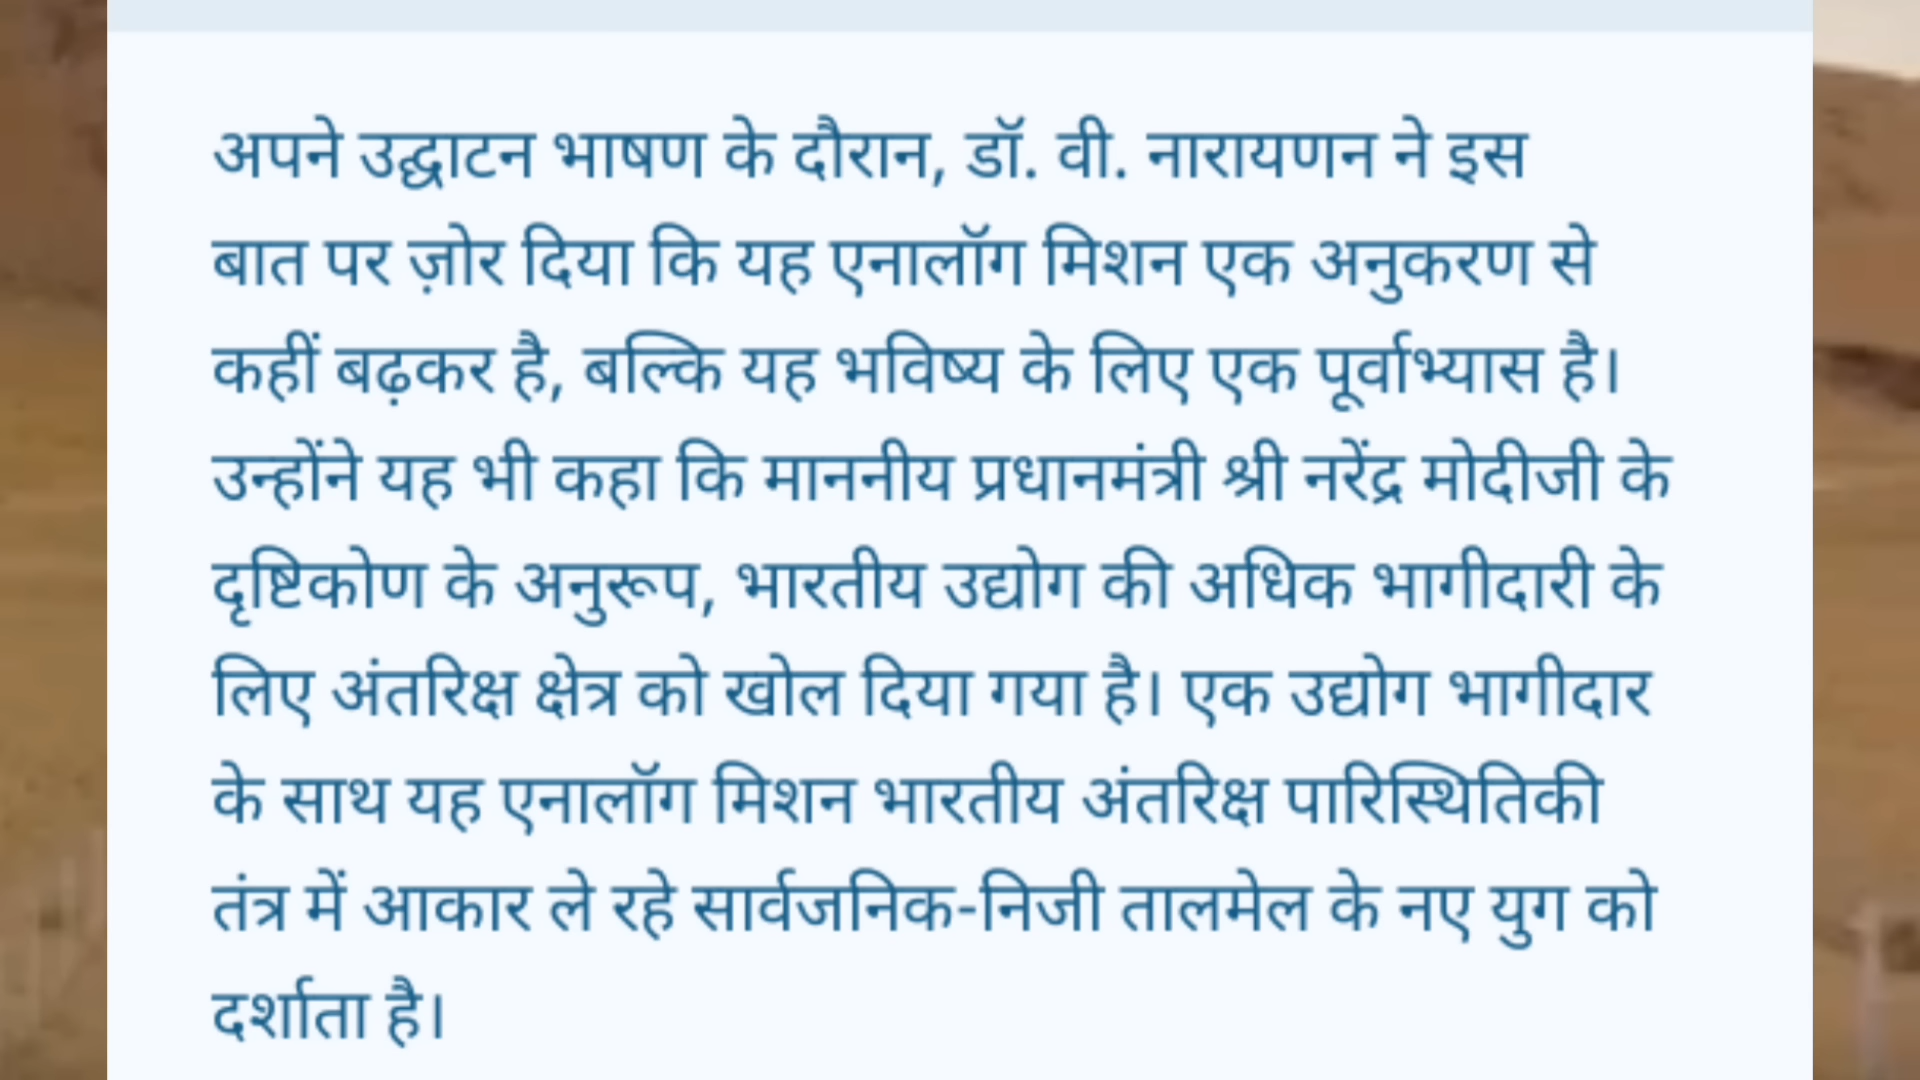 अपने उद्घाटन भाषण के दौरान, डॉ. वी. नारायणन ने इस
बात पर ज़ोर दिया कि यह एनालॉग मिशन एक अनुकरण से
कहीं बढ़कर है, बल्कि यह भविष्य के लिए एक पूर्वाभ्यास है।
उन्होंने यह भी कहा कि माननीय प्रधानमंत्री श्री नरेंद्र मोदीजी के
दृष्टिकोण के अनुरूप, भारतीय उद्योग की अधिक भागीदारी के
लिए अंतरिक्ष क्षेत्र को खोल दिया गया है। एक उद्योग भागीदार
के साथ यह एनालॉग मिशन भारतीय अंतरिक्ष पारिस्थितिकी
तंत्र में आकार ले रहे सार्वजनिक-निजी तालमेल के नए युग को
दर्शाता है।